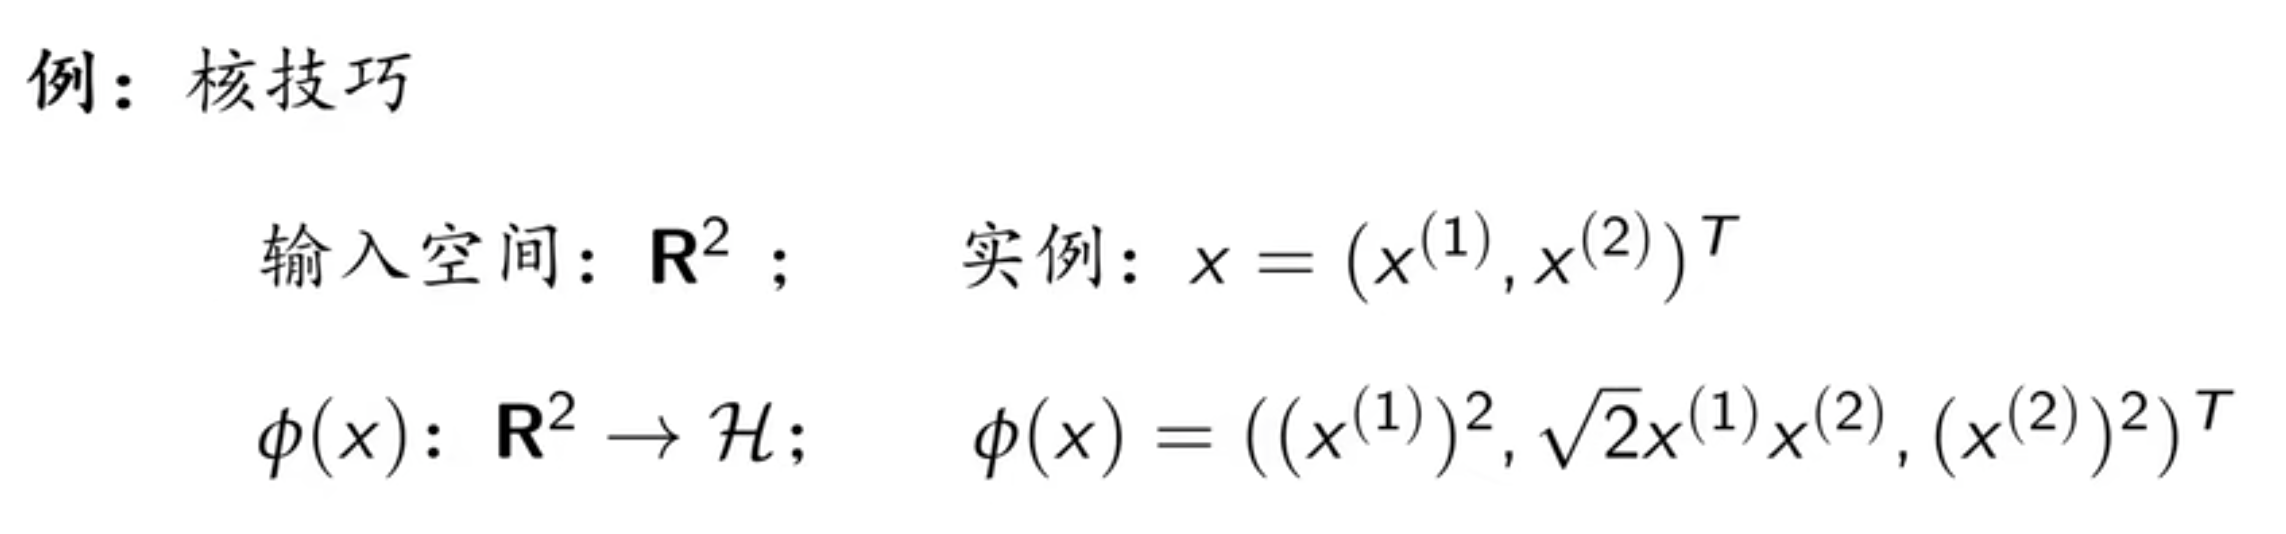 例：核技巧
输入空间：R² ； 实例：x = (x⁽¹⁾, x⁽²⁾)ᵀ
ϕ(x)：R² → ℋ； ϕ(x) = ((x⁽¹⁾)², √2x⁽¹⁾x⁽²⁾, (x⁽²⁾)²)ᵀ